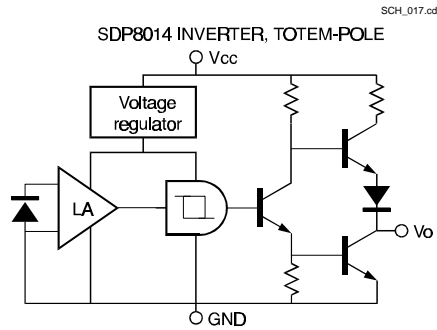 SCH_017.cd
SDP8014 INVERTER, TOTEM-POLE
Vcc
Voltage
regulator
LA
Vo
GND